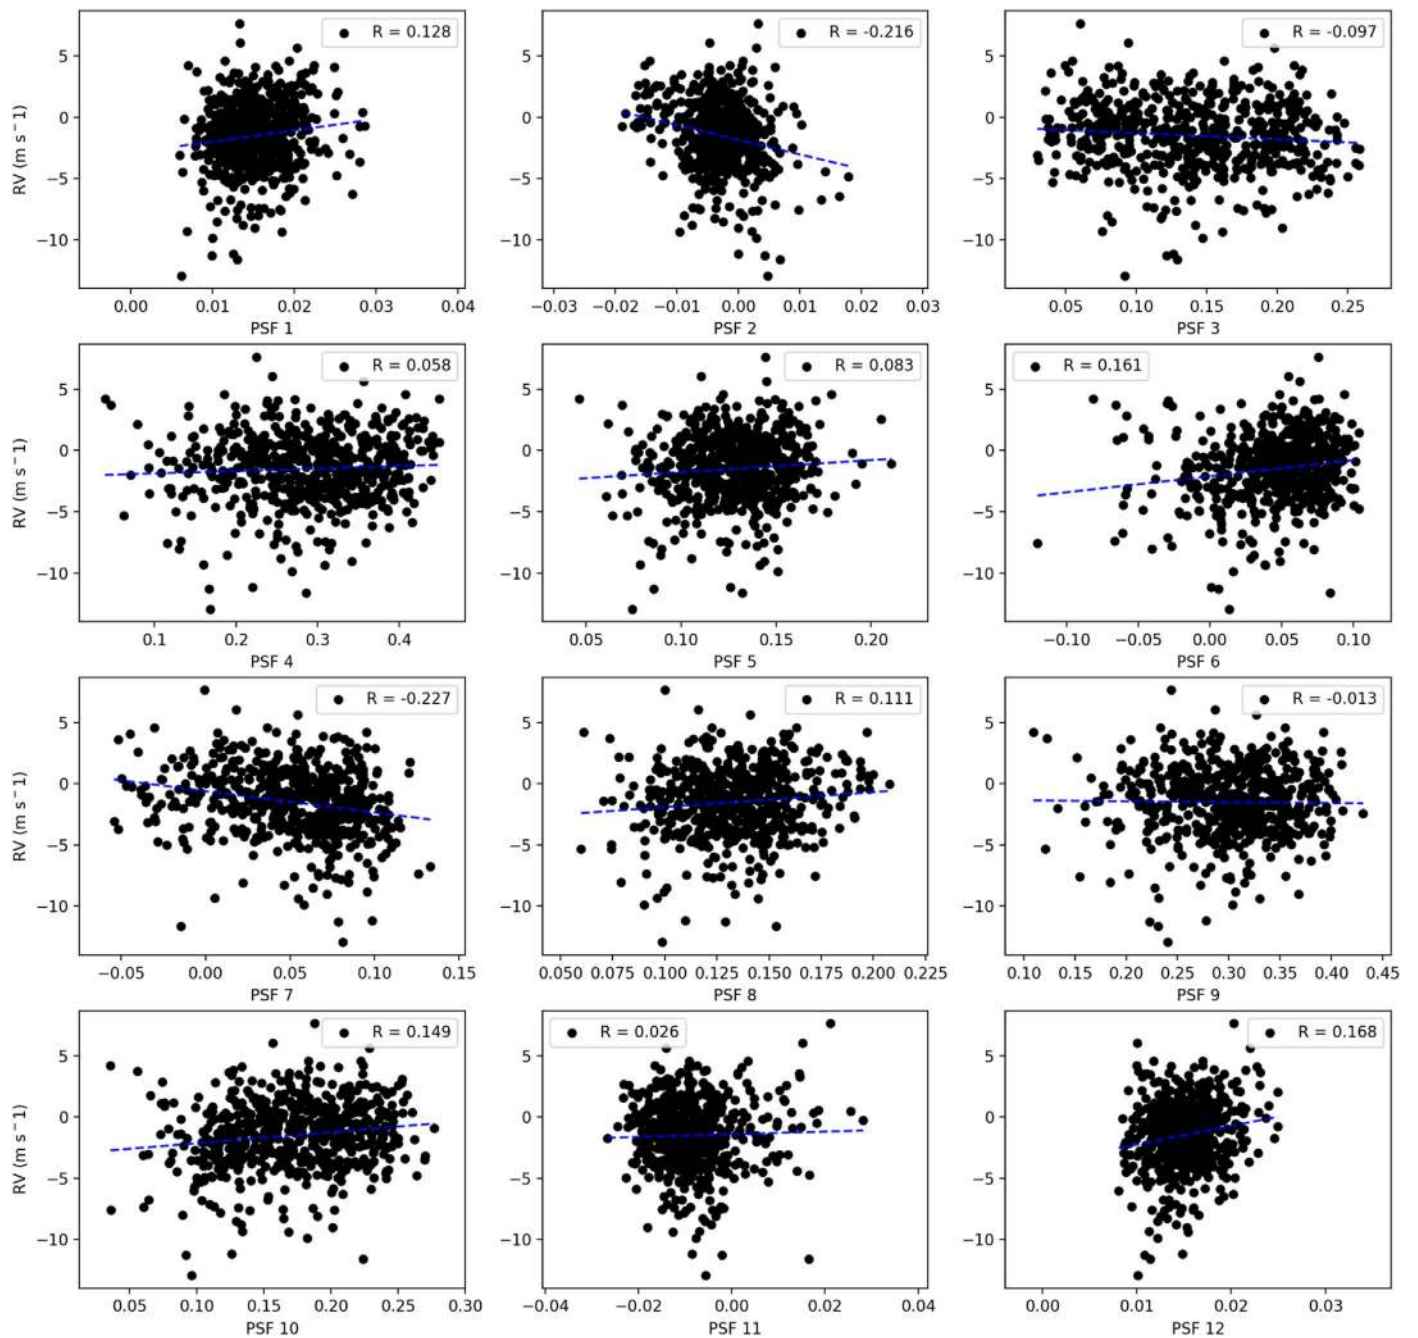 R = 0.128
R = -0.216
R = -0.097
RV (m s⁻1)
5
0
−5
−10
5
0
−5
−10
5
0
−5
−10
0.00 0.01 0.02 0.03 0.04
−0.03 −0.02 −0.01 0.00 0.01 0.02 0.03
0.05 0.10 0.15 0.20 0.25
PSF 1
PSF 2
PSF 3
R = 0.058
R = 0.083
R = 0.161
RV (m s⁻1)
5
0
−5
−10
5
0
−5
−10
5
0
−5
−10
0.1 0.2 0.3 0.4
0.05 0.10 0.15 0.20
−0.10 −0.05 0.00 0.05 0.10
PSF 4
PSF 5
PSF 6
R = -0.227
R = 0.111
R = -0.013
RV (m s⁻1)
5
0
−5
−10
5
0
−5
−10
5
0
−5
−10
−0.05 0.00 0.05 0.10 0.15
0.050 0.075 0.100 0.125 0.150 0.175 0.200 0.225
0.10 0.15 0.20 0.25 0.30 0.35 0.40 0.45
PSF 7
PSF 8
PSF 9
R = 0.149
R = 0.026
R = 0.168
RV (m s⁻1)
5
0
−5
−10
5
0
−5
−10
5
0
−5
−10
0.05 0.10 0.15 0.20 0.25 0.30
−0.04 −0.02 0.00 0.02 0.04
0.00 0.01 0.02 0.03
PSF 10
PSF 11
PSF 12